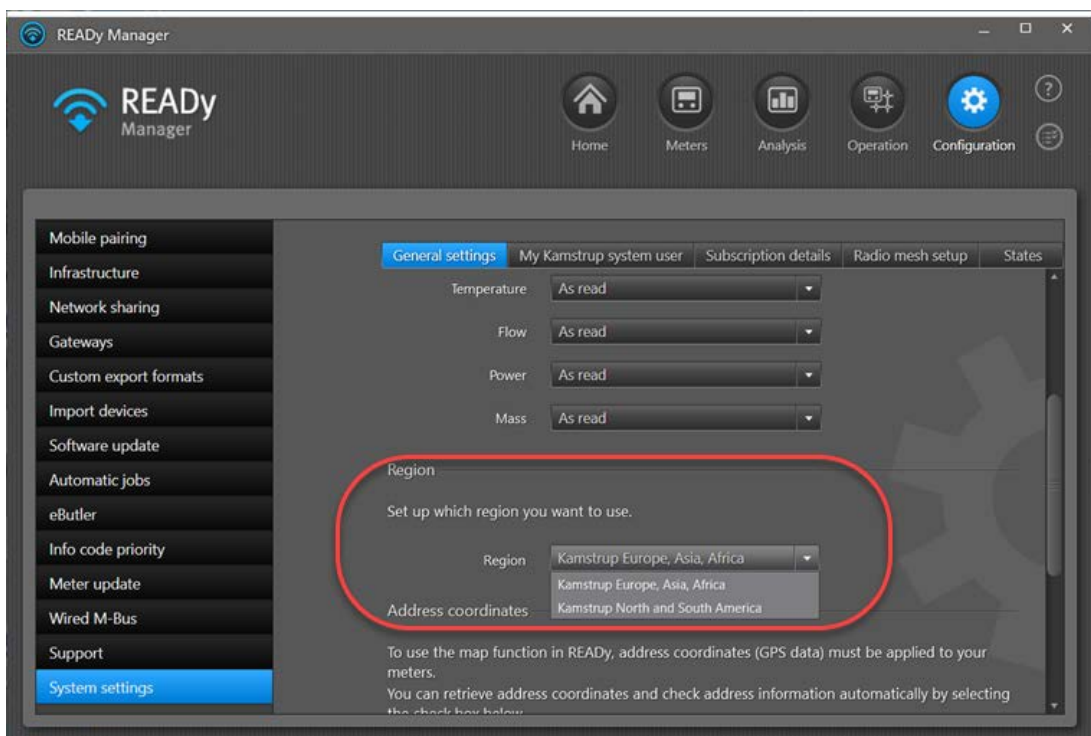 READy Manager
READy
Manager
Home
Meters
Analysis
Operation
Configuration
?
Mobile pairing
Infrastructure
Network sharing
Gateways
Custom export formats
Import devices
Software update
Automatic jobs
eButler
Info code priority
Meter update
Wired M-Bus
Support
System settings
General settings
My Kamstrup system user
Subscription details
Radio mesh setup
States
Temperature As read
Flow As read
Power As read
Mass As read
Region
Set up which region you want to use.
Region Kamstrup Europe, Asia, Africa
Kamstrup Europe, Asia, Africa
Kamstrup North and South America
Address coordinates
To use the map function in READy, address coordinates (GPS data) must be applied to your
meters.
You can retrieve address coordinates and check address information automatically by selecting
the check box below